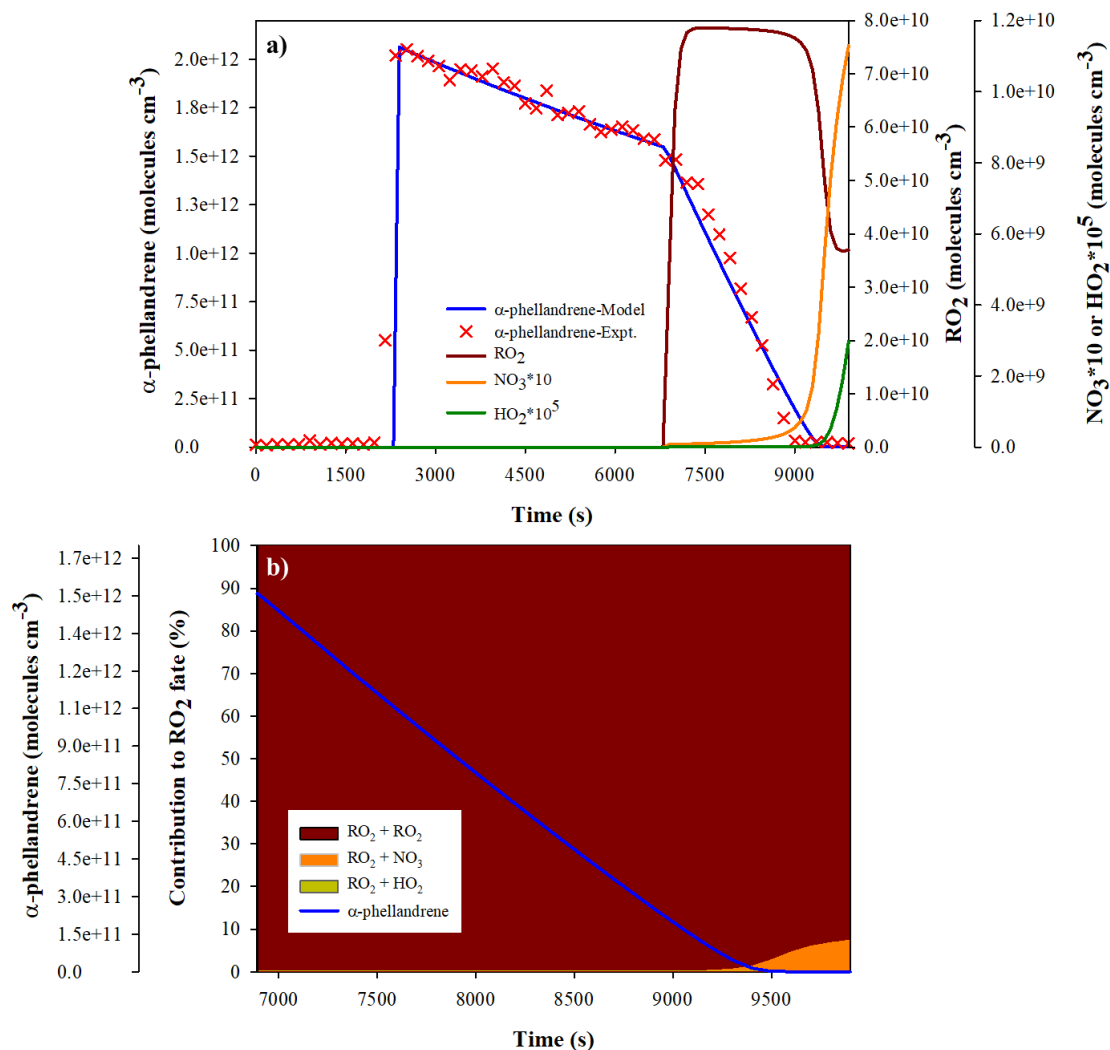 a)
α-phellandrene (molecules cm-3)
2.0e+12
1.8e+12
1.5e+12
1.3e+12
1.0e+12
7.5e+11
5.0e+11
2.5e+11
0.0
0 1500 3000 4500 6000 7500 9000
Time (s)
α-phellandrene-Model
α-phellandrene-Expt.
RO2
NO3*10
HO2*10^5
8.0e+10
7.0e+10
6.0e+10
5.0e+10
4.0e+10
3.0e+10
2.0e+10
1.0e+10
0.0
RO2 (molecules cm-3)
1.2e+10
1.0e+10
8.0e+9
6.0e+9
4.0e+9
2.0e+9
0.0
NO3*10 or HO2*10^5 (molecules cm-3)
b)
α-phellandrene (molecules cm-3)
1.7e+12
1.5e+12
1.4e+12
1.2e+12
1.1e+12
9.0e+11
7.5e+11
6.0e+11
4.5e+11
3.0e+11
1.5e+11
0.0
Contribution to RO2 fate (%)
100
90
80
70
60
50
40
30
20
10
0
RO2 + RO2
RO2 + NO3
RO2 + HO2
α-phellandrene
7000 7500 8000 8500 9000 9500
Time (s)